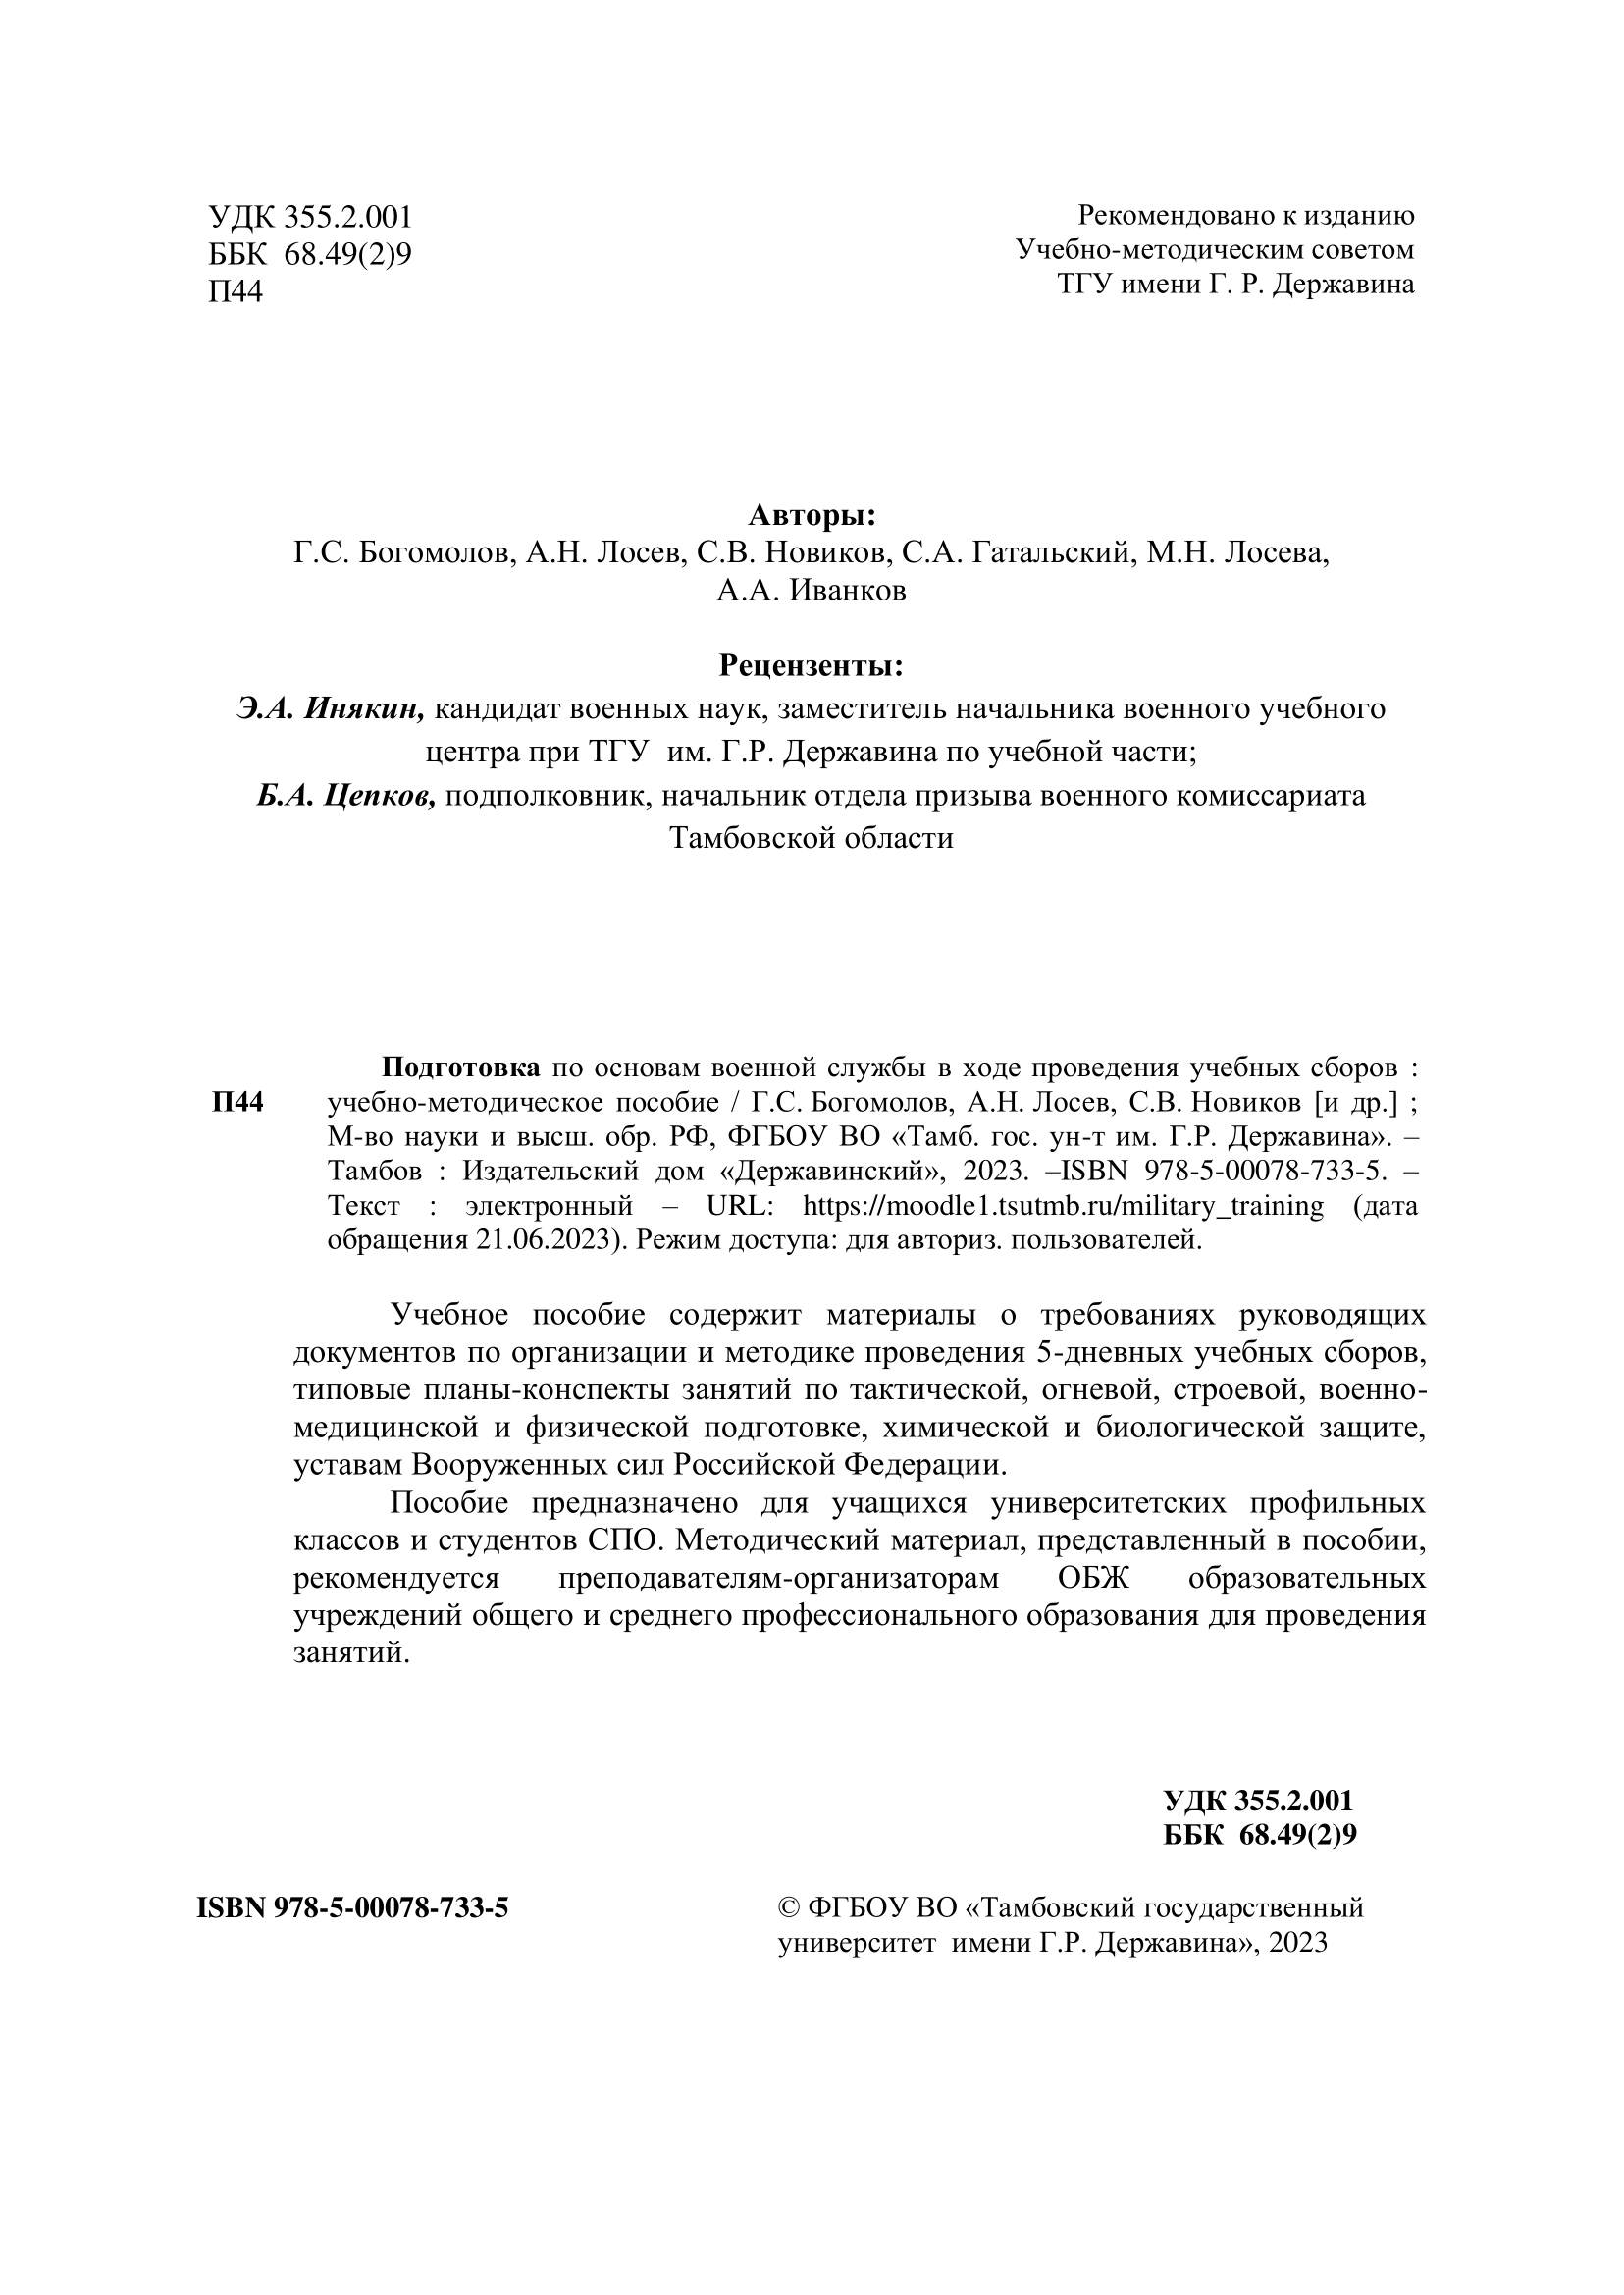 УДК 355.2.001
ББК  68.49(2)9
П44
Рекомендовано к изданию
Учебно-методическим советом
ТГУ имени Г. Р. Державина
Авторы:
Г.С. Богомолов, А.Н. Лосев, С.В. Новиков, С.А. Гатальский, М.Н. Лосева,
А.А. Иванков
Рецензенты:
Э.А. Инякин, кандидат военных наук, заместитель начальника военного учебного
центра при ТГУ  им. Г.Р. Державина по учебной части;
Б.А. Цепков, подполковник, начальник отдела призыва военного комиссариата
Тамбовской области
Подготовка по основам военной службы в ходе проведения учебных сборов :
П44 учебно-методическое пособие / Г.С. Богомолов, А.Н. Лосев, С.В. Новиков [и др.] ;
М-во науки и высш. обр. РФ, ФГБОУ ВО «Тамб. гос. ун-т им. Г.Р. Державина». –
Тамбов : Издательский дом «Державинский», 2023. –ISBN 978-5-00078-733-5. –
Текст : электронный – URL: https://moodle1.tsutmb.ru/military_training (дата
обращения 21.06.2023). Режим доступа: для авториз. пользователей.
Учебное пособие содержит материалы о требованиях руководящих
документов по организации и методике проведения 5-дневных учебных сборов,
типовые планы-конспекты занятий по тактической, огневой, строевой, военно-
медицинской и физической подготовке, химической и биологической защите,
уставам Вооруженных сил Российской Федерации.
Пособие предназначено для учащихся университетских профильных
классов и студентов СПО. Методический материал, представленный в пособии,
рекомендуется преподавателям-организаторам ОБЖ образовательных
учреждений общего и среднего профессионального образования для проведения
занятий.
УДК 355.2.001
ББК  68.49(2)9
ISBN 978-5-00078-733-5
© ФГБОУ ВО «Тамбовский государственный
университет  имени Г.Р. Державина», 2023